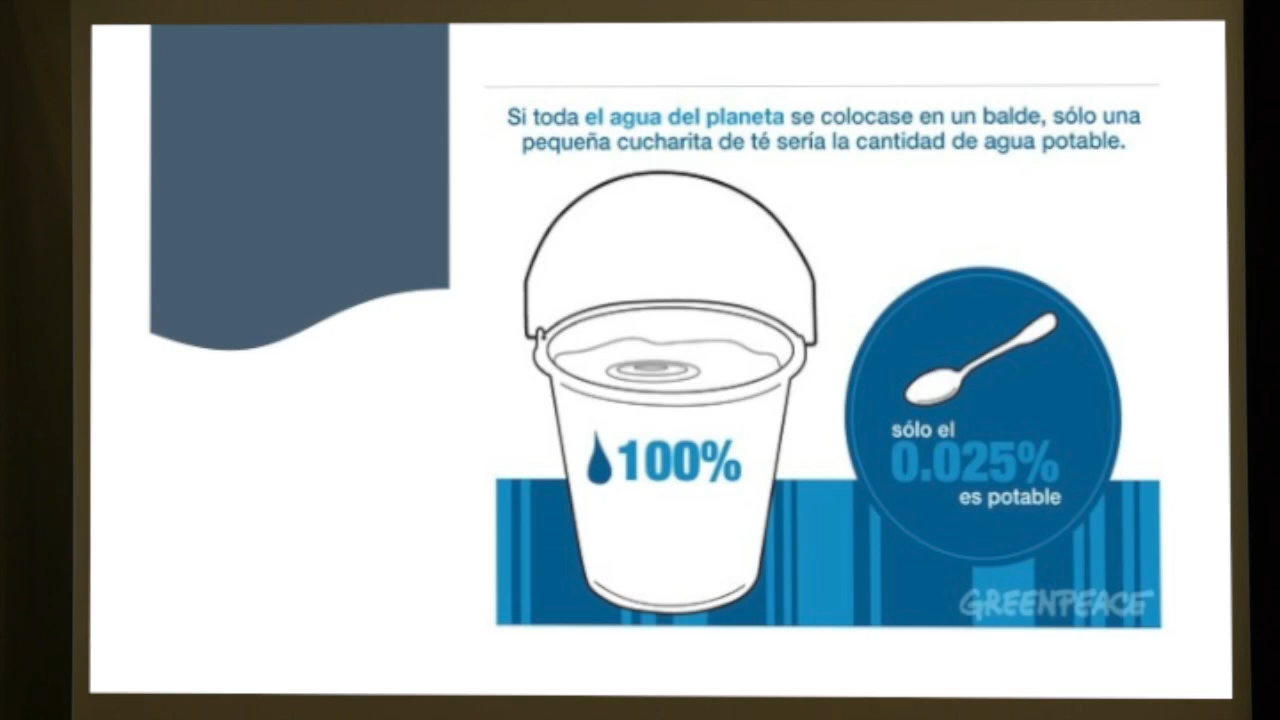 Si toda el agua del planeta se colocase en un balde, sólo una
pequeña cucharita de té sería la cantidad de agua potable.
100%
sólo el
0.025%
es potable
GREENPEACE